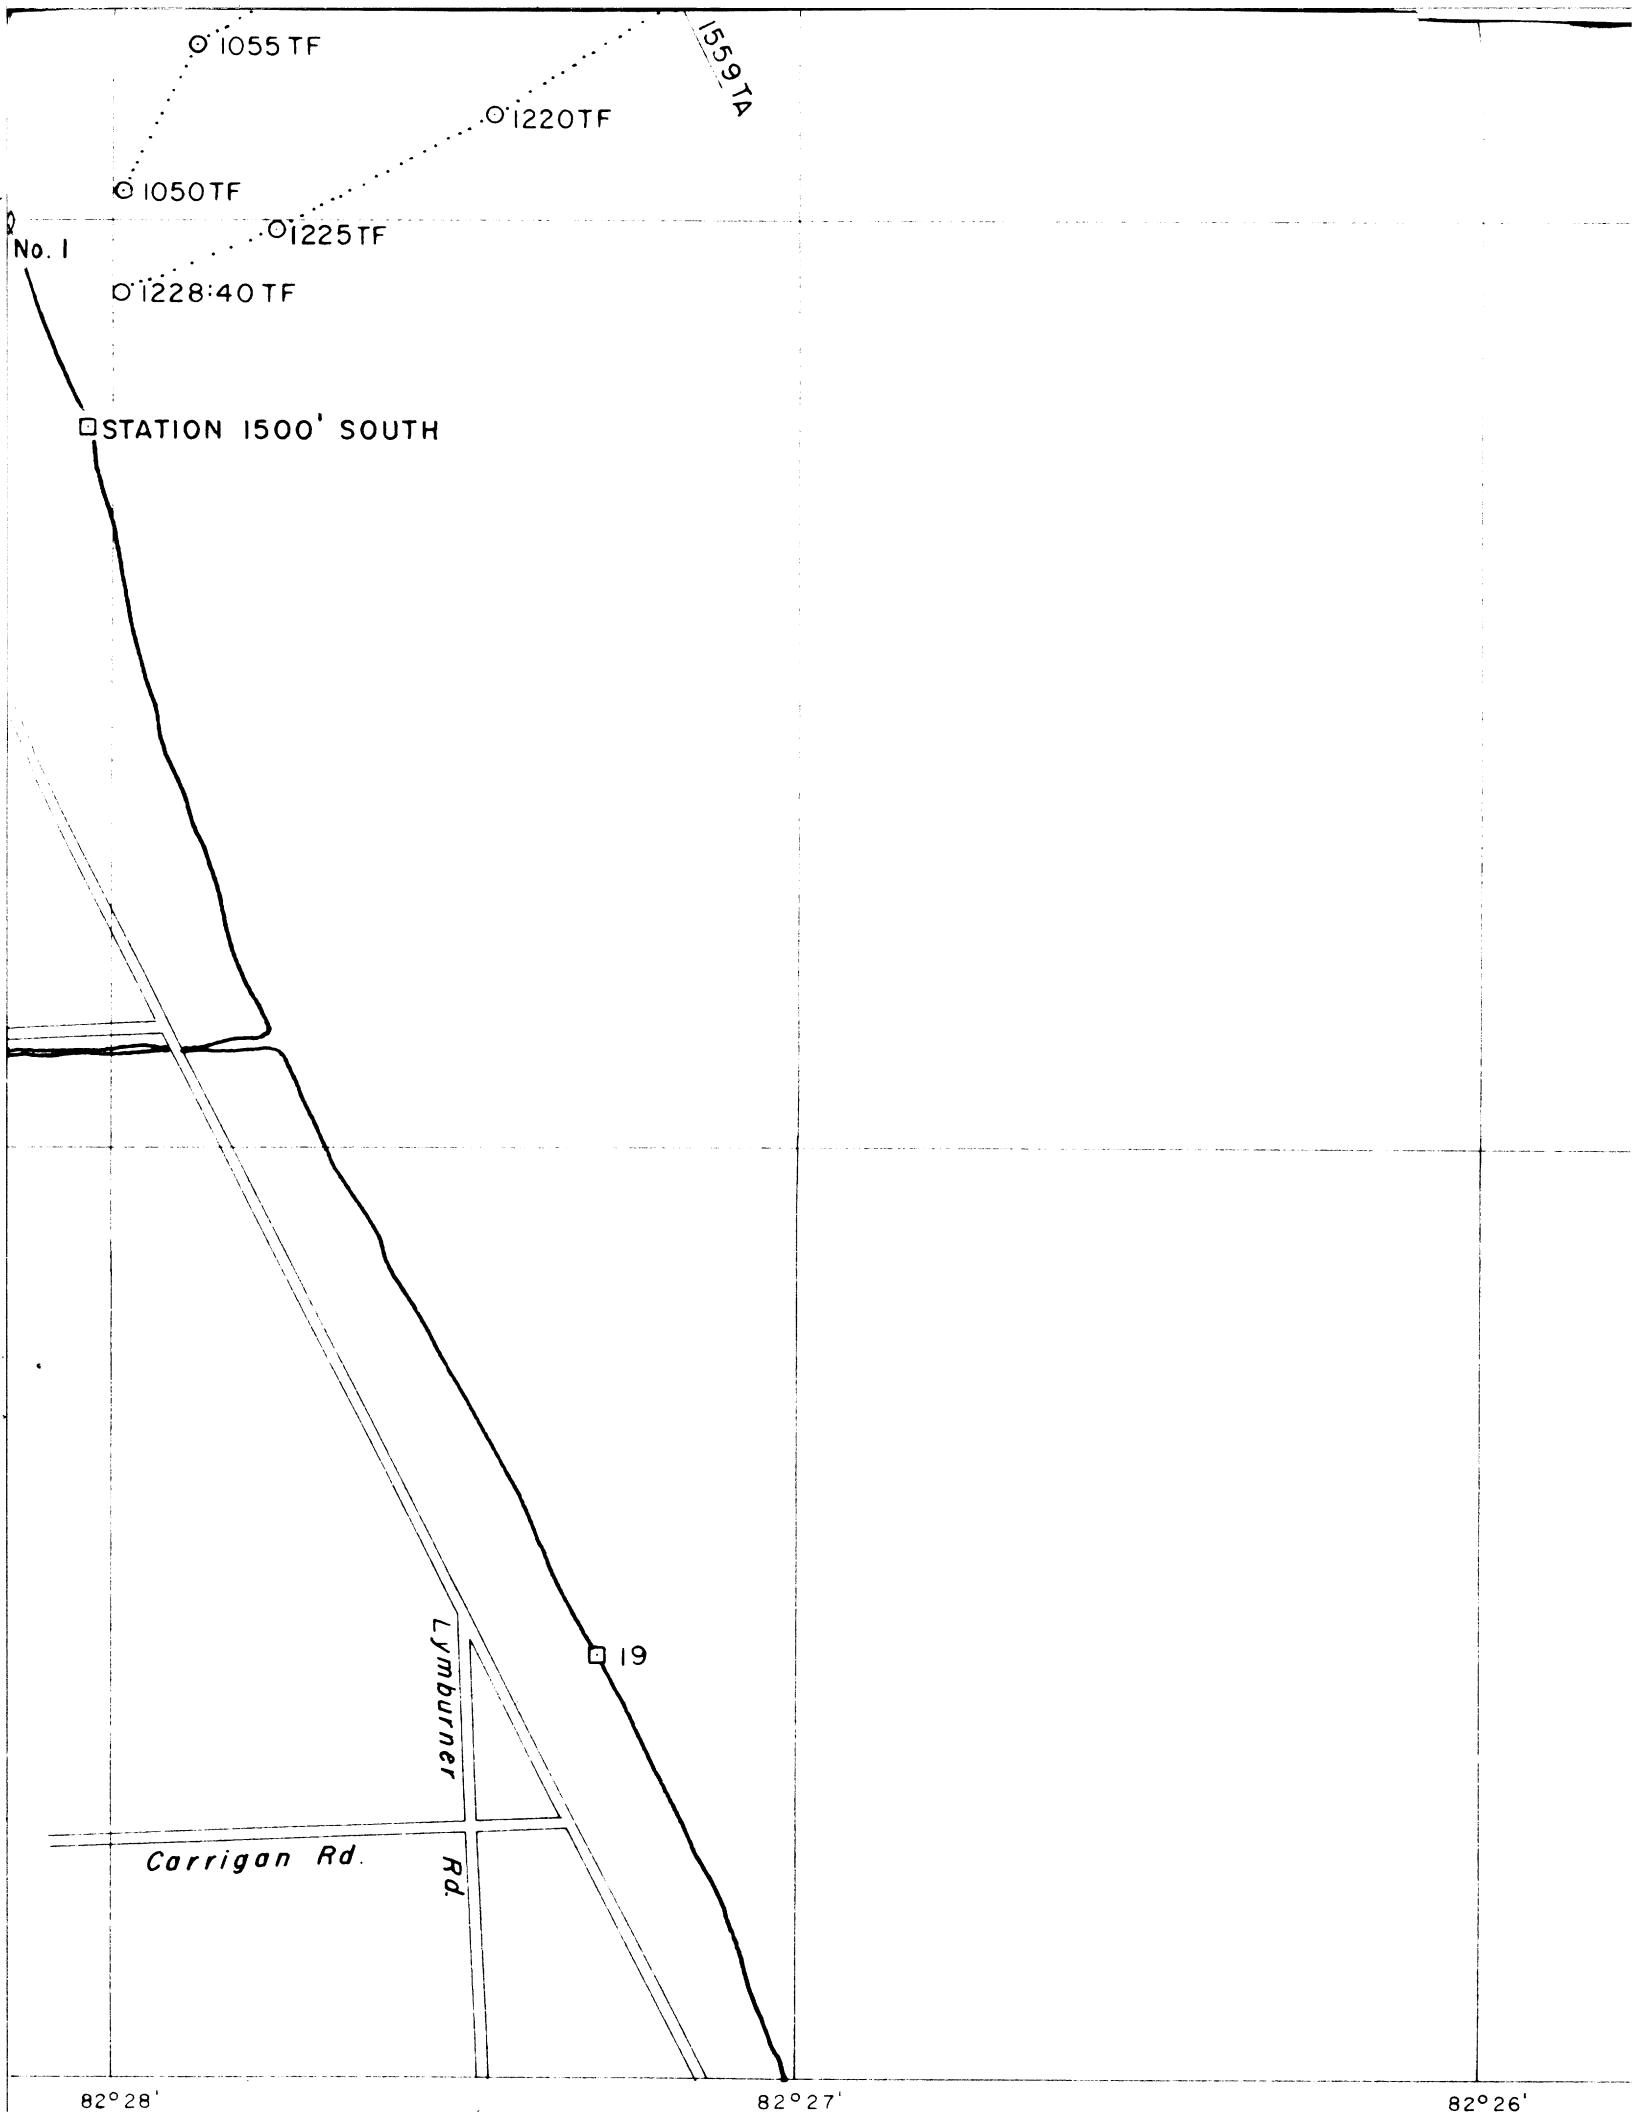 1055 TF
1559 TA
1220 TF
1050 TF
1225 TF
No. 1
1228:40 TF
STATION 1500' SOUTH
19
Lymburner Rd.
Carrigan Rd.
82° 28'
82° 27'
82° 26'